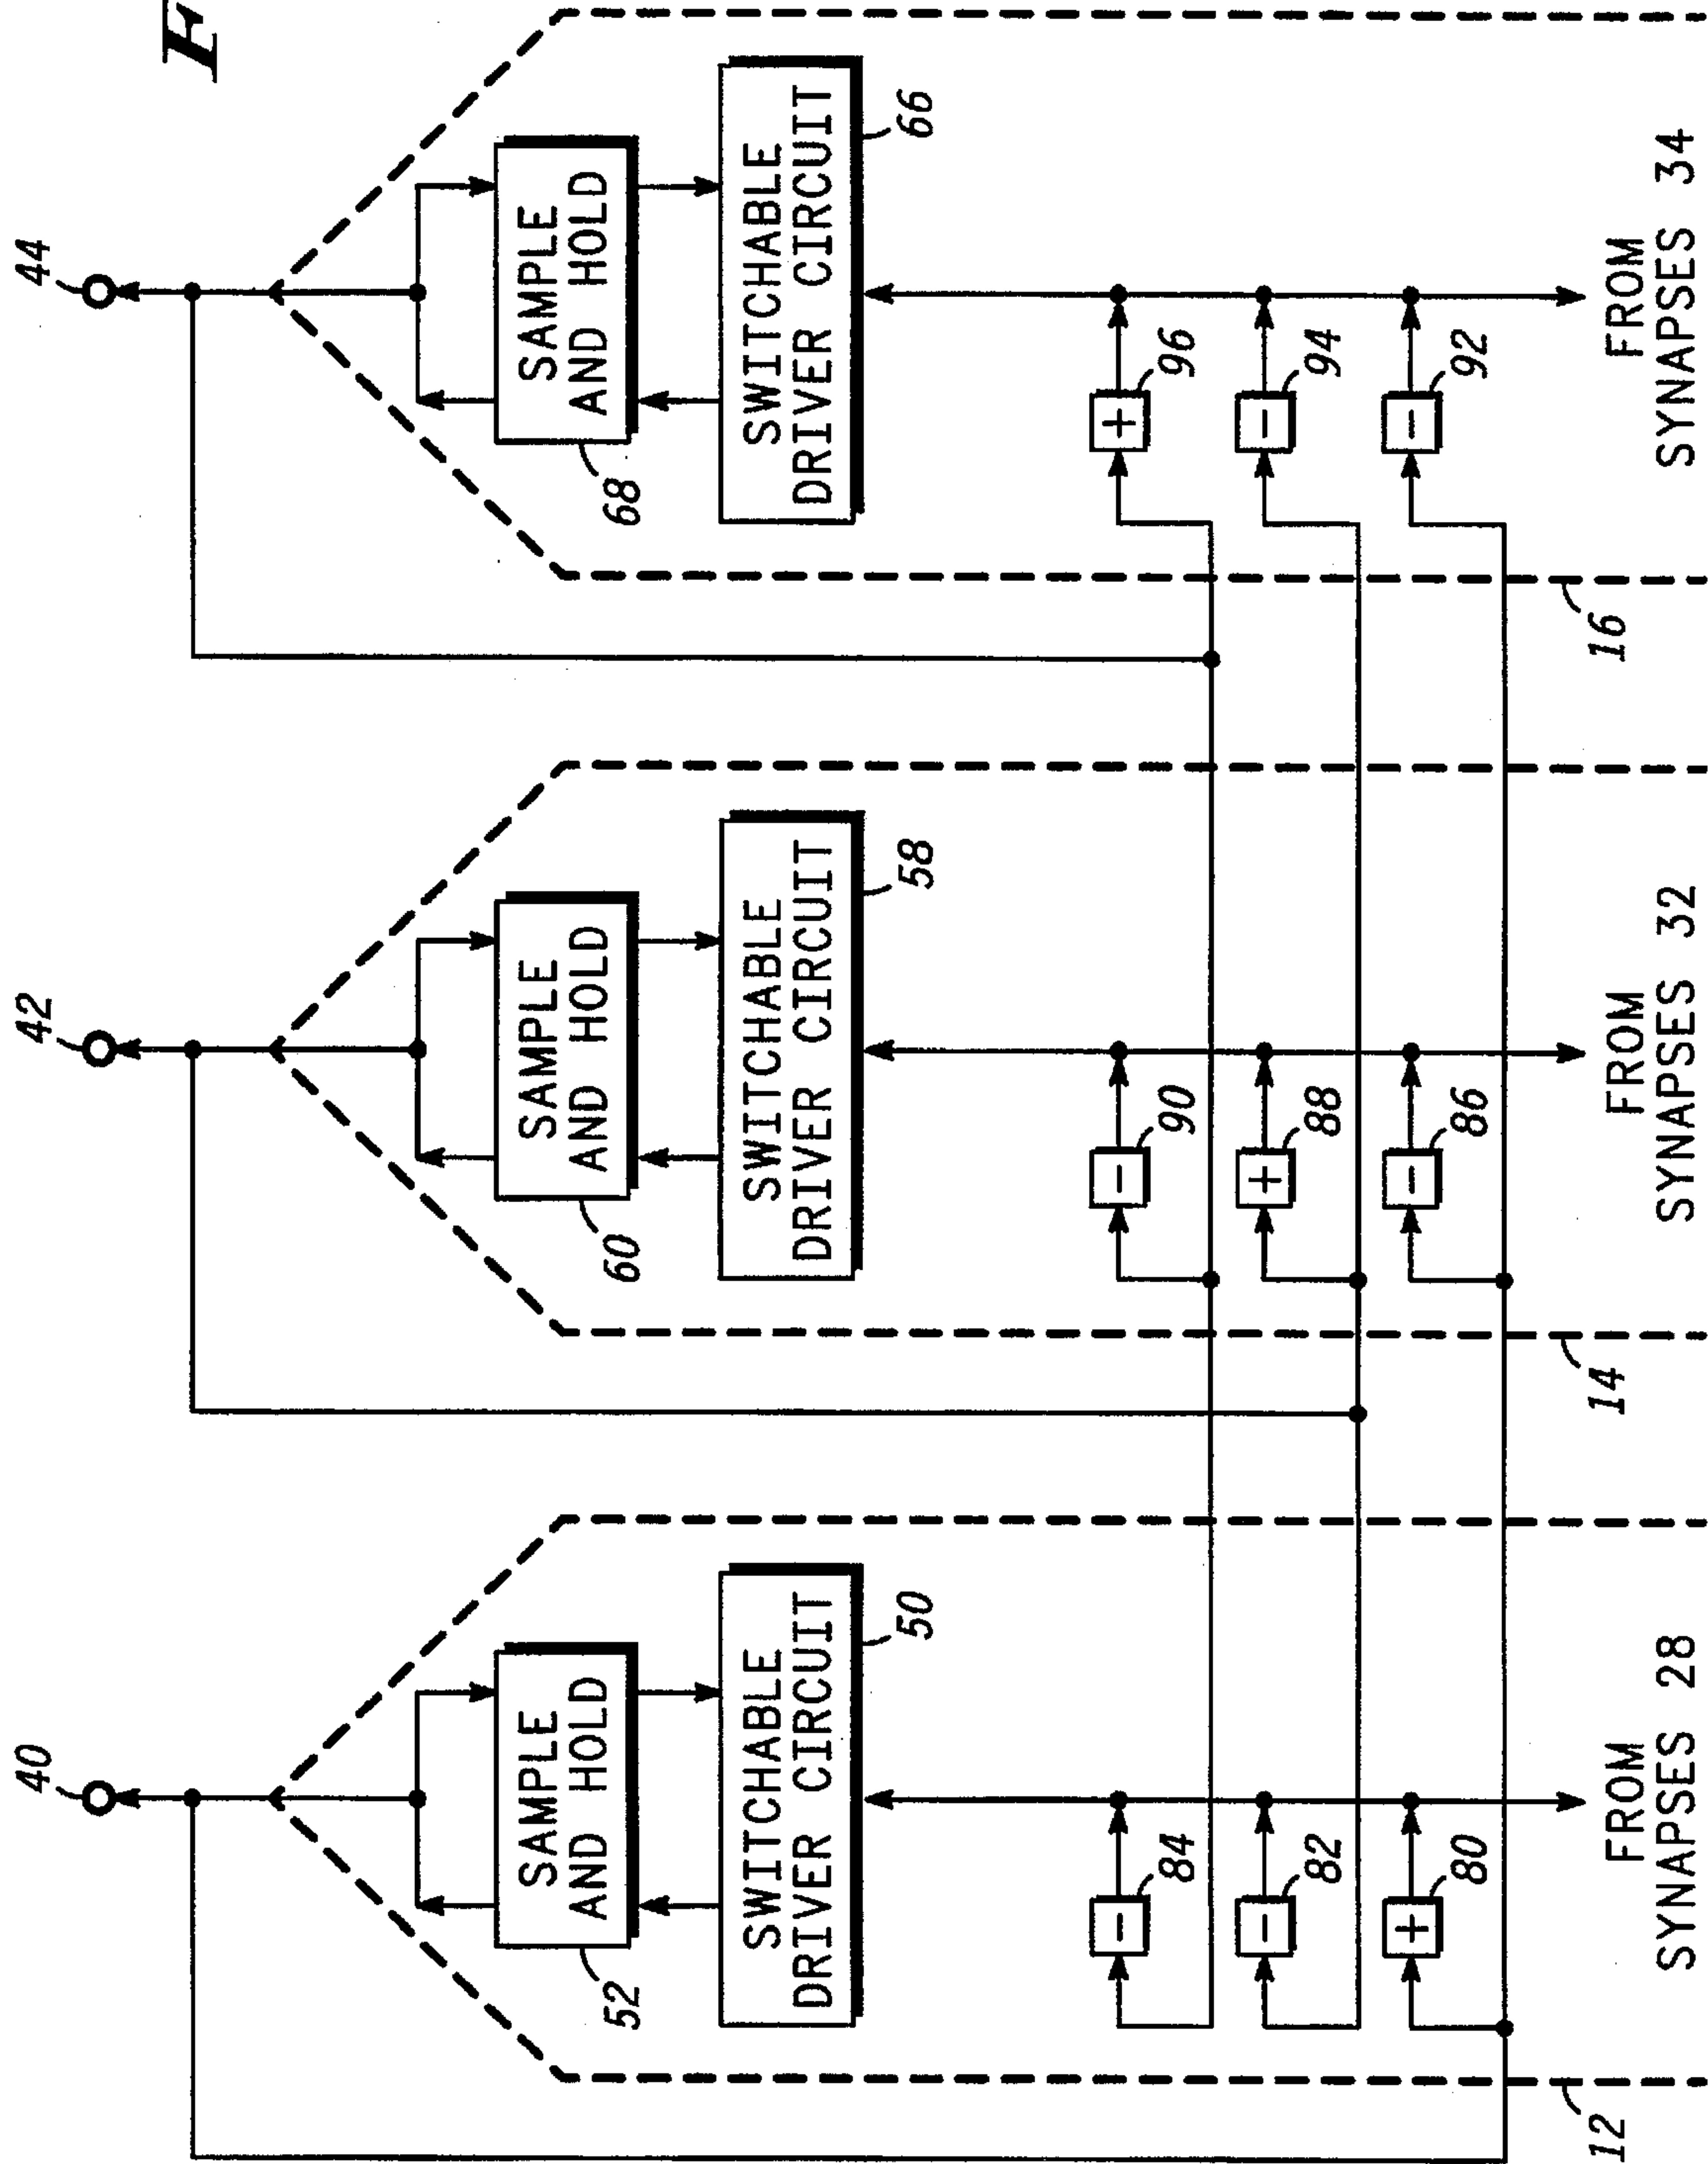 40
42
44
F
SAMPLE
AND HOLD
52
SWITCHABLE
DRIVER CIRCUIT
50
−
84
−
82
+
80
12
FROM
SYNAPSES 28
SAMPLE
AND HOLD
60
SWITCHABLE
DRIVER CIRCUIT
58
−
90
+
88
−
86
14
FROM
SYNAPSES 32
SAMPLE
AND HOLD
68
SWITCHABLE
DRIVER CIRCUIT
66
+
96
−
94
−
92
16
FROM
SYNAPSES 34